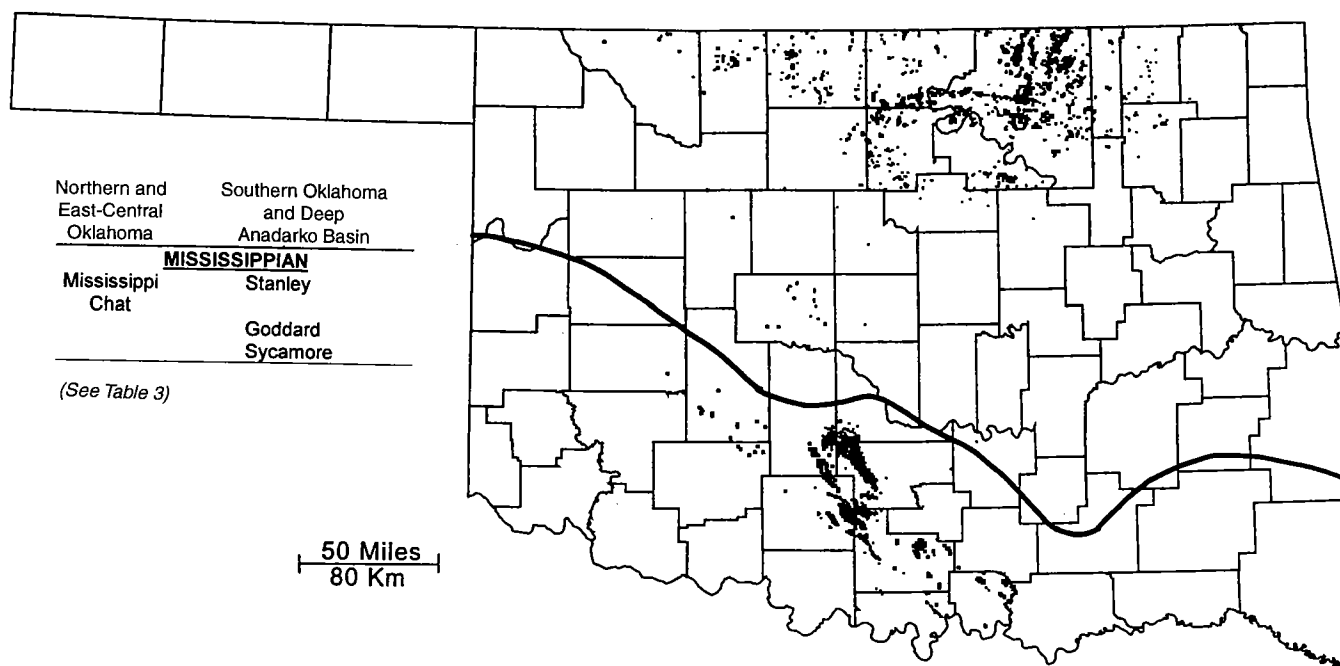 Northern and
East-Central
Oklahoma
Southern Oklahoma
and Deep
Anadarko Basin
MISSISSIPPIAN
Mississippi
Chat
Stanley
Goddard
Sycamore
(See Table 3)
50 Miles
80 Km